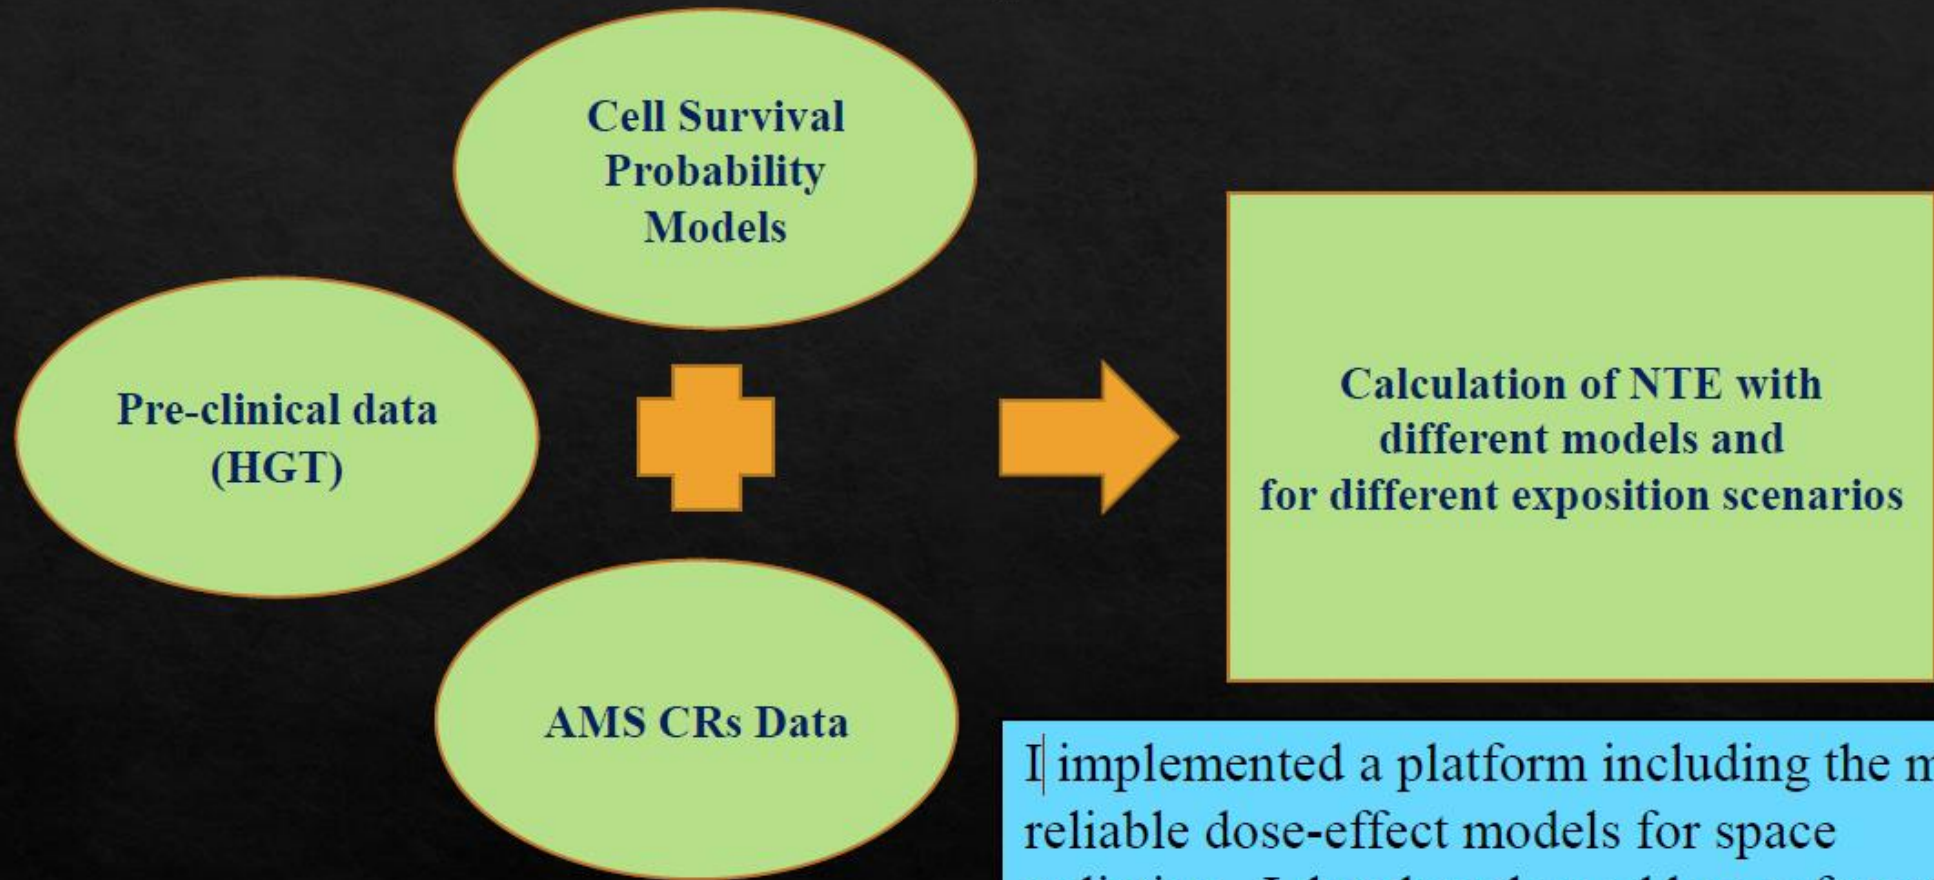 Cell Survival
Probability
Models
Pre-clinical data
(HGT)
AMS CRs Data
Calculation of NTE with
different models and
for different exposition scenarios
I implemented a platform including the
reliable dose-effect models for space